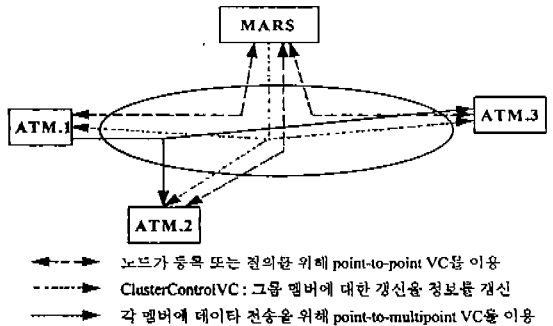 MARS
ATM.1
ATM.3
ATM.2
노드가 등록 또는 질의를 위해 point-to-point VC를 이용
ClusterControlVC : 그룹 멤버에 대한 갱신을 정보를 갱신
각 멤버에 데이타 전송을 위해 point-to-multipoint VC를 이용